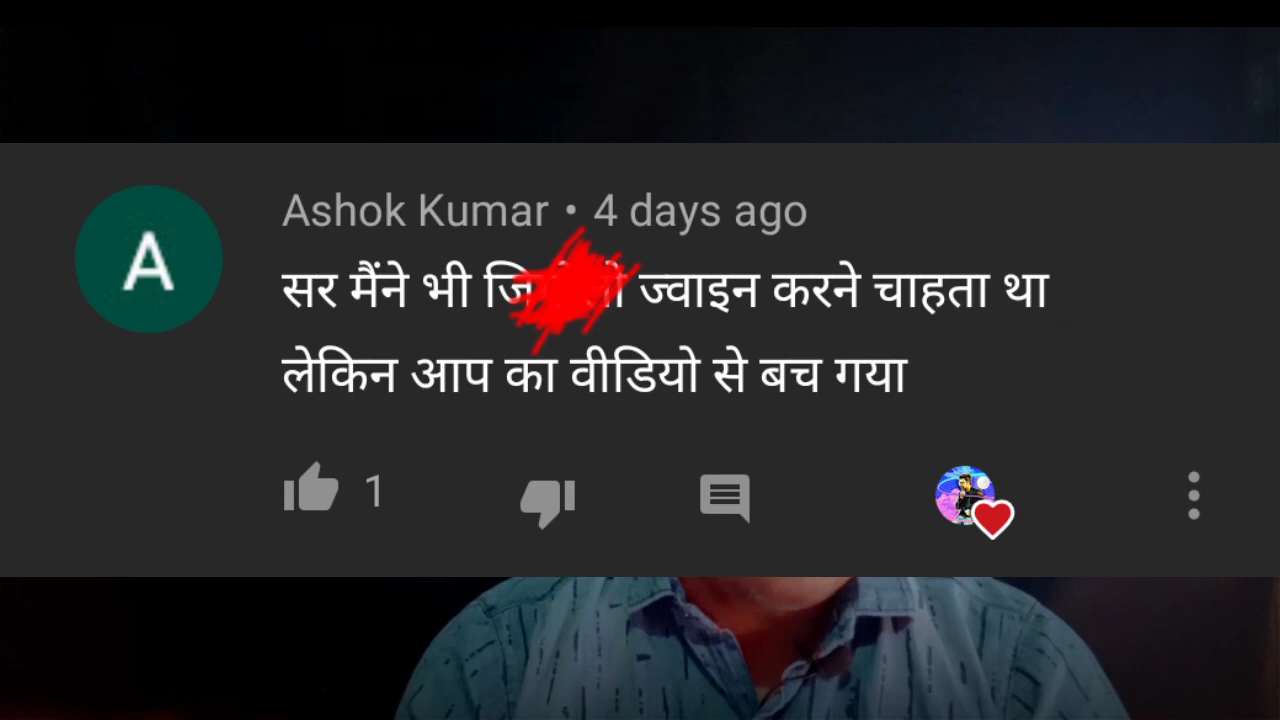 A
Ashok Kumar • 4 days ago
सर मैंने भी ज्वाइन करने चाहता था
लेकिन आप का वीडियो से बच गया
1